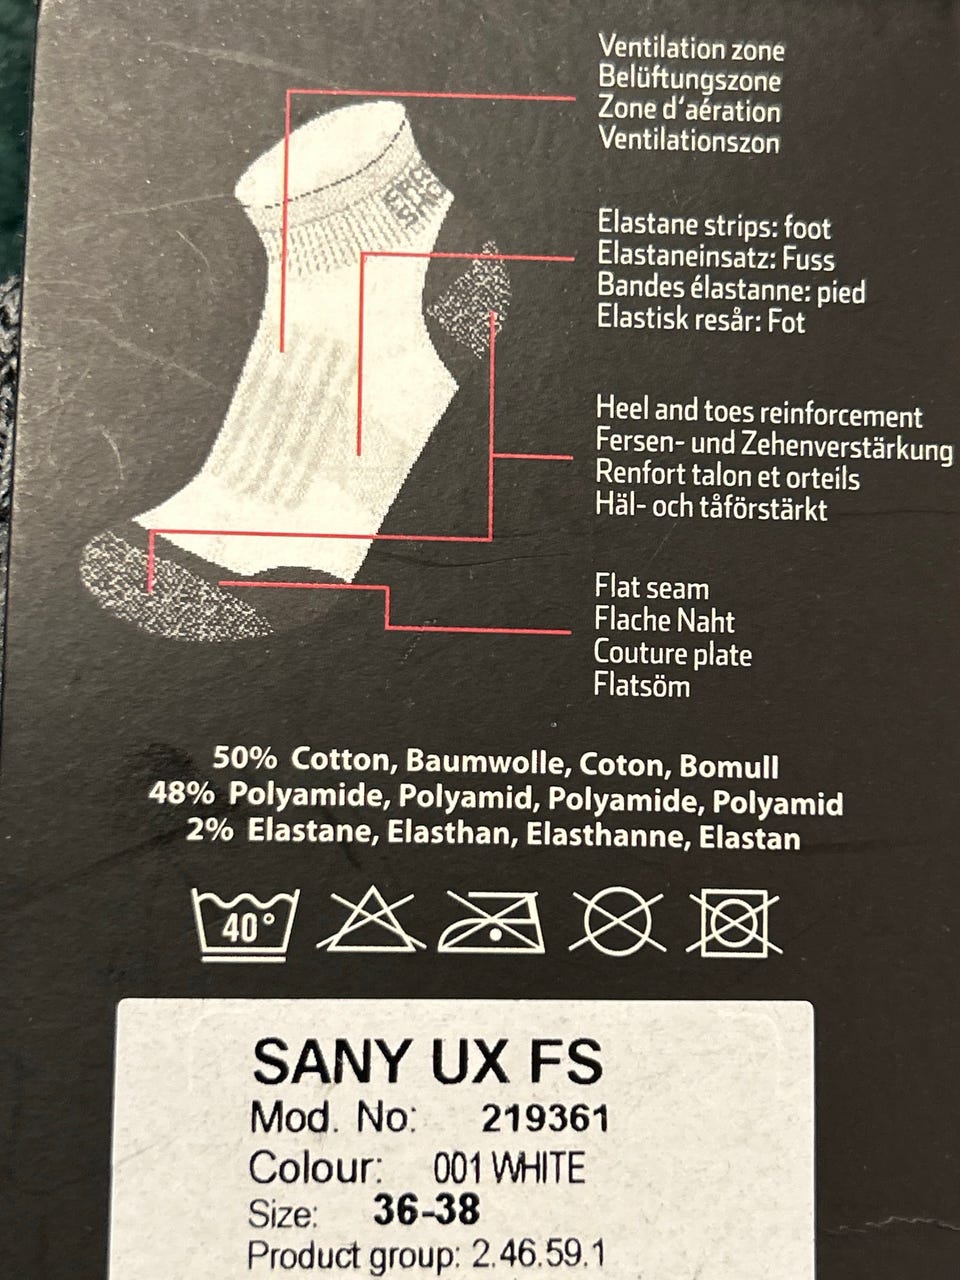 Ventilation zone
Belüftungszone
Zone d'aération
Ventilationszon
Elastane strips: foot
Elastaneinsatz: Fuss
Bandes élastanne: pied
Elastisk resår: Fot
Heel and toes reinforcement
Fersen- und Zehenverstärkung
Renfort talon et orteils
Häl- och tåförstärkt
Flat seam
Flache Naht
Couture plate
Flatsöm
50% Cotton, Baumwolle, Coton, Bomull
48% Polyamide, Polyamid, Polyamide, Polyamid
2% Elastane, Elasthan, Elasthanne, Elastan
40°
SANY UX FS
Mod. No: 219361
Colour: 001 WHITE
Size: 36-38
Product group: 2.46.59.1